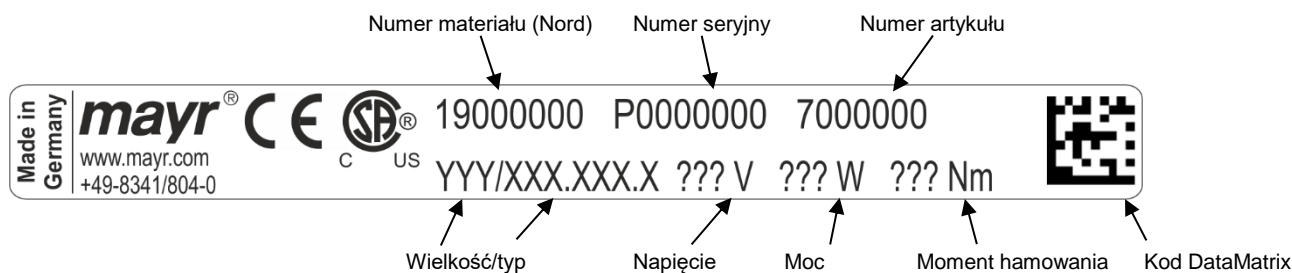 Numer materiału (Nord) Numer seryjny Numer artykułu
Made in
Germany
mayr®
www.mayr.com
+49-8341/804-0
CE
C SA® US
19000000 P0000000 7000000
YYY/XXX.XXX.X ??? V ??? W ??? Nm
Wielkość/typ Napięcie Moc Moment hamowania Kod DataMatrix